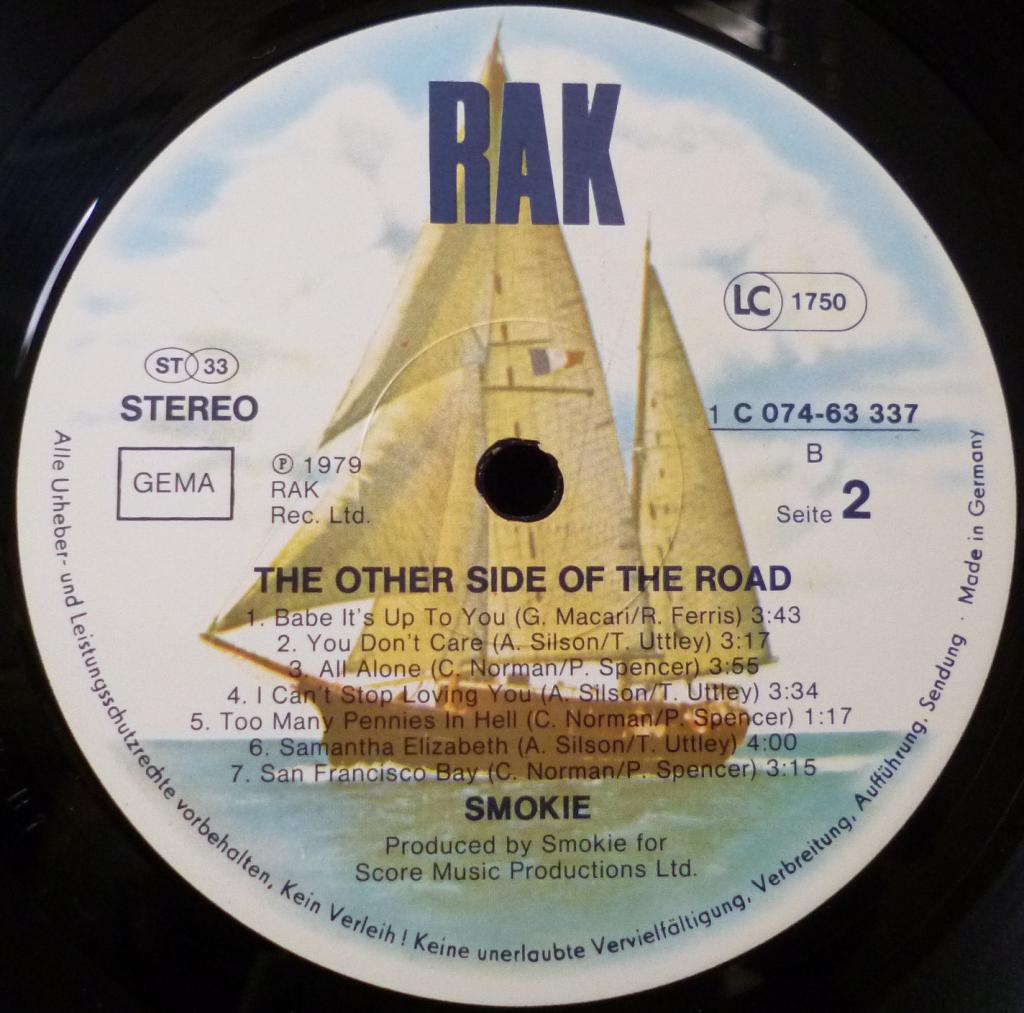 RAK
LC 1750
ST 33
STEREO
GEMA
℗ 1979
RAK
Rec. Ltd.
1 C 074-63 337
B
Seite 2
THE OTHER SIDE OF THE ROAD
1. Babe It's Up To You (G. Macari/R. Ferris) 3:43
2. You Don't Care (A. Silson/T. Uttley) 3:17
3. All Alone (C. Norman/P. Spencer) 3:55
4. I Can't Stop Loving You (A. Silson/T. Uttley) 3:34
5. Too Many Pennies In Hell (C. Norman/P. Spencer) 1:17
6. Samantha Elizabeth (A. Silson/T. Uttley) 4:00
7. San Francisco Bay (C. Norman/P. Spencer) 3:15
SMOKIE
Produced by Smokie for
Score Music Productions Ltd.
Alle Urheber- und Leistungsschutzrechte vorbehalten, Kein Verleih! Keine unerlaubte Vervielfältigung, Verbreitung, Aufführung, Sendung · Made in Germany